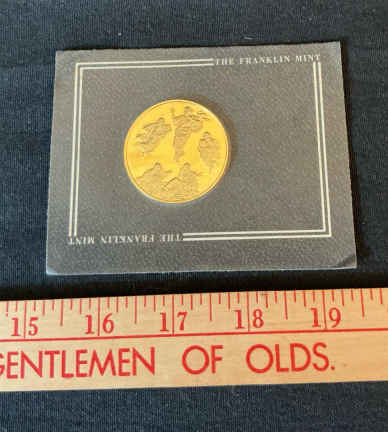 THE FRANKLIN MINT
THE FRANKLIN MINT
15 16 17 18 19
GENTLEMEN OF OLDS.